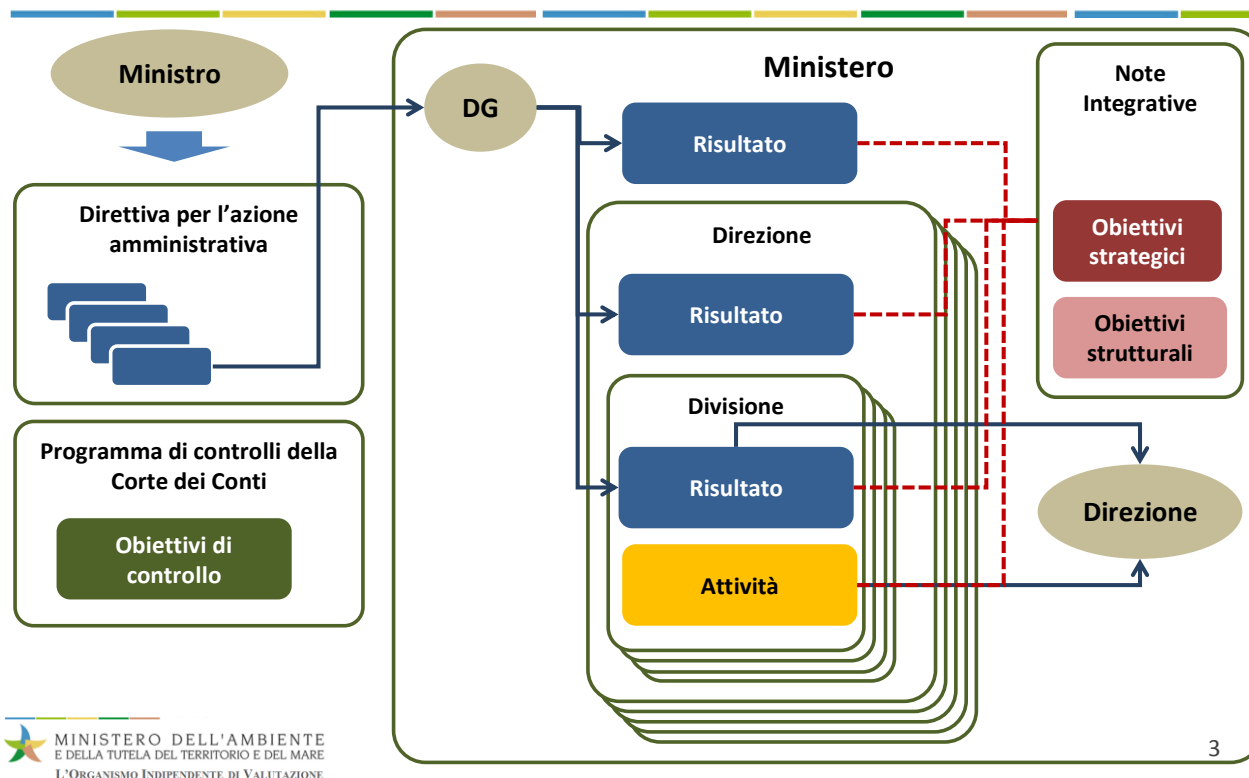 Ministro
Direttiva per l’azione
amministrativa
Programma di controlli della
Corte dei Conti
Obiettivi di
controllo
DG
Ministero
Risultato
Direzione
Risultato
Divisione
Risultato
Attività
Note
Integrative
Obiettivi
strategici
Obiettivi
strutturali
Direzione
MINISTERO DELL'AMBIENTE
E DELLA TUTELA DEL TERRITORIO E DEL MARE
L’ORGANISMO INDIPENDENTE DI VALUTAZIONE
3